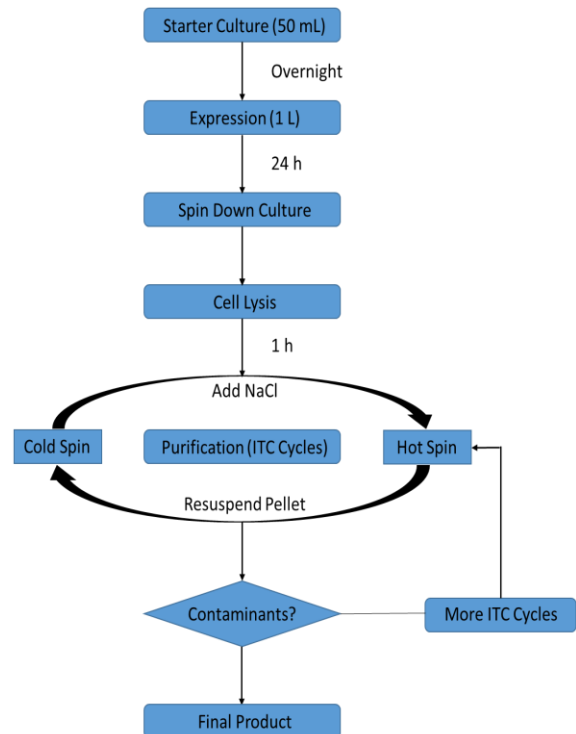 Starter Culture (50 mL)
Overnight
Expression (1 L)
24 h
Spin Down Culture
Cell Lysis
1 h
Add NaCl
Cold Spin
Purification (ITC Cycles)
Hot Spin
Resuspend Pellet
Contaminants?
More ITC Cycles
Final Product